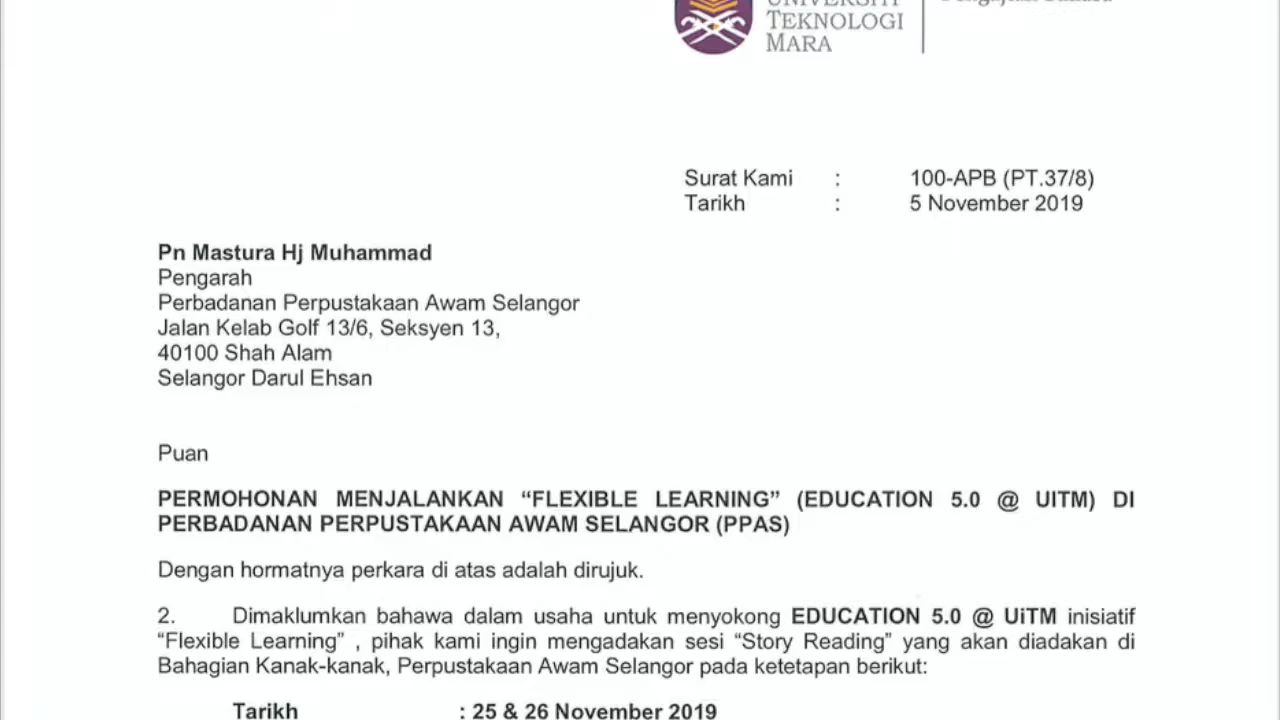 UNIVERSITI
TEKNOLOGI
MARA
Pengajian Bahasa
Surat Kami : 100-APB (PT.37/8)
Tarikh : 5 November 2019
Pn Mastura Hj Muhammad
Pengarah
Perbadanan Perpustakaan Awam Selangor
Jalan Kelab Golf 13/6, Seksyen 13,
40100 Shah Alam
Selangor Darul Ehsan
Puan
PERMOHONAN MENJALANKAN “FLEXIBLE LEARNING” (EDUCATION 5.0 @ UITM) DI
PERBADANAN PERPUSTAKAAN AWAM SELANGOR (PPAS)
Dengan hormatnya perkara di atas adalah dirujuk.
2. Dimaklumkan bahawa dalam usaha untuk menyokong EDUCATION 5.0 @ UiTM inisiatif
“Flexible Learning” , pihak kami ingin mengadakan sesi “Story Reading” yang akan diadakan di
Bahagian Kanak-kanak, Perpustakaan Awam Selangor pada ketetapan berikut:
Tarikh : 25 & 26 November 2019